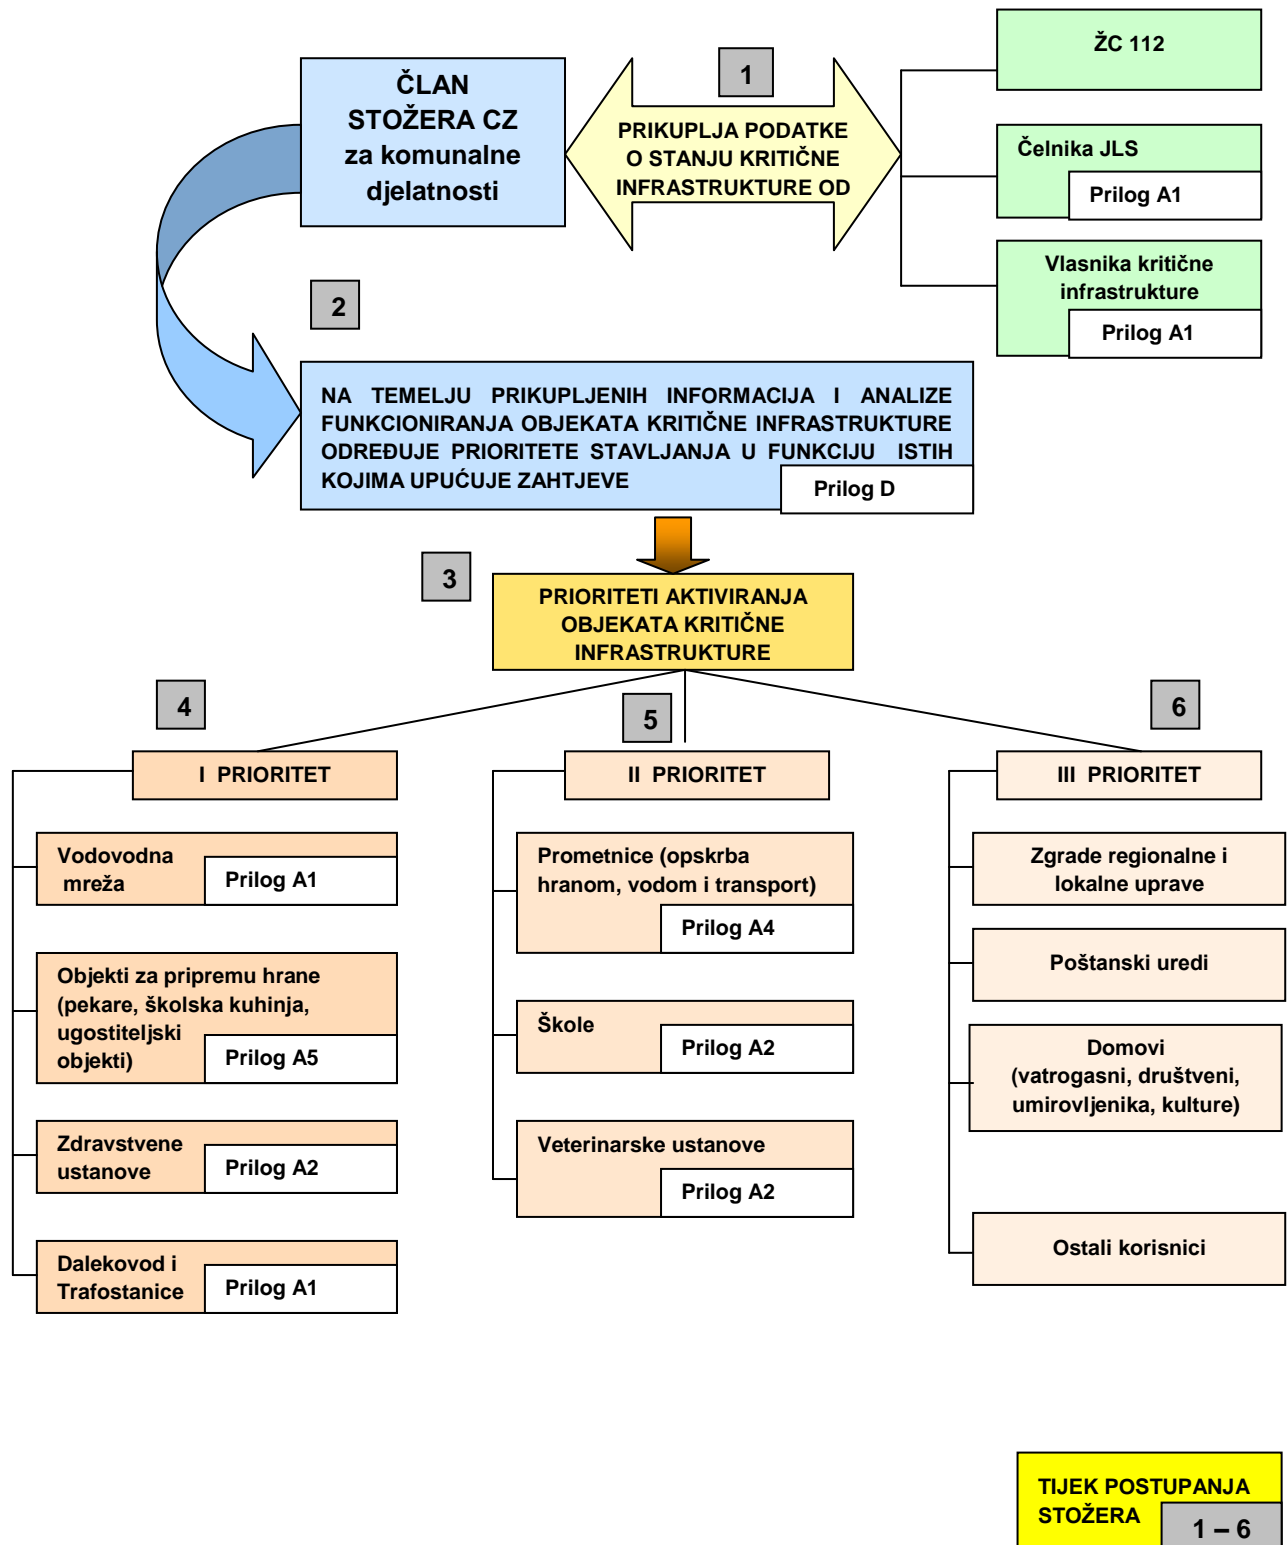 ČLAN
STOŽERA CZ
za komunalne
djelatnosti
1
PRIKUPLJA PODATKE
O STANJU KRITIČNE
INFRASTRUKTURE OD
ŽC 112
Čelnika JLS
Prilog A1
Vlasnika kritične
infrastrukture
Prilog A1
2
NA TEMELJU PRIKUPLJENIH INFORMACIJA I ANALIZE
FUNKCIONIRANJA OBJEKATA KRITIČNE INFRASTRUKTURE
ODREĐUJE PRIORITETE STAVLJANJA U FUNKCIJU ISTIH
KOJIMA UPUĆUJE ZAHTJEVE
Prilog D
3
PRIORITETI AKTIVIRANJA
OBJEKATA KRITIČNE
INFRASTRUKTURE
4
I PRIORITET
Vodovodna
mreža
Prilog A1
Objekti za pripremu hrane
(pekare, školska kuhinja,
ugostiteljski
objekti)
Prilog A5
Zdravstvene
ustanove
Prilog A2
Dalekovod i
Trafostanice
Prilog A1
5
II PRIORITET
Prometnice (opskrba
hranom, vodom i transport)
Prilog A4
Škole
Prilog A2
Veterinarske ustanove
Prilog A2
6
III PRIORITET
Zgrade regionalne i
lokalne uprave
Poštanski uredi
Domovi
(vatrogasni, društveni,
umirovljenika, kulture)
Ostali korisnici
TIJEK POSTUPANJA
STOŽERA
1 – 6